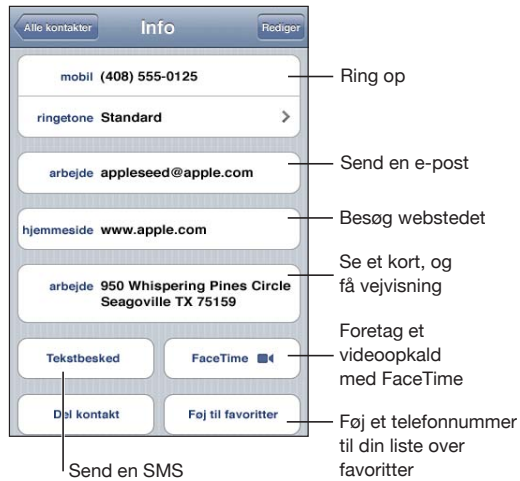 Alle kontakter Info Rediger
mobil (408) 555-0125
Ring op
ringetone Standard
arbejde appleseed@apple.com
Send en e-post
hjemmeside www.apple.com
Besøg webstedet
arbejde 950 Whispering Pines Circle
Seagoville TX 75159
Se et kort, og
få vejvisning
Tekstbesked FaceTime
Foretag et
videoopkald
med FaceTime
Del kontakt Føj til favoritter
Føj et telefonnummer
til din liste over
favoritter
Send en SMS